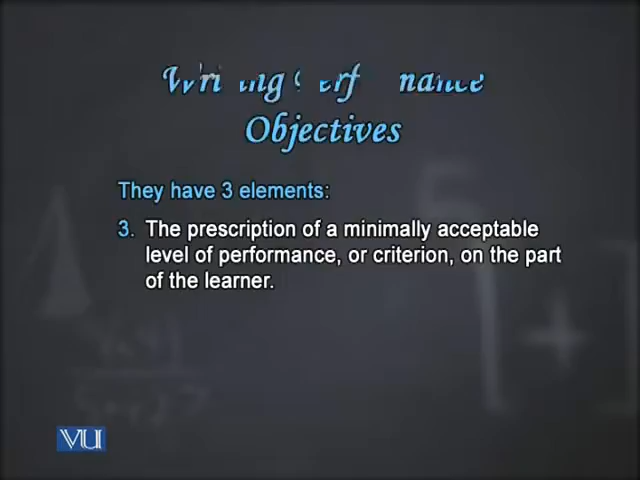 Objectives
They have 3 elements:
3. The prescription of a minimally acceptable
level of performance, or criterion, on the part
of the learner.
VU